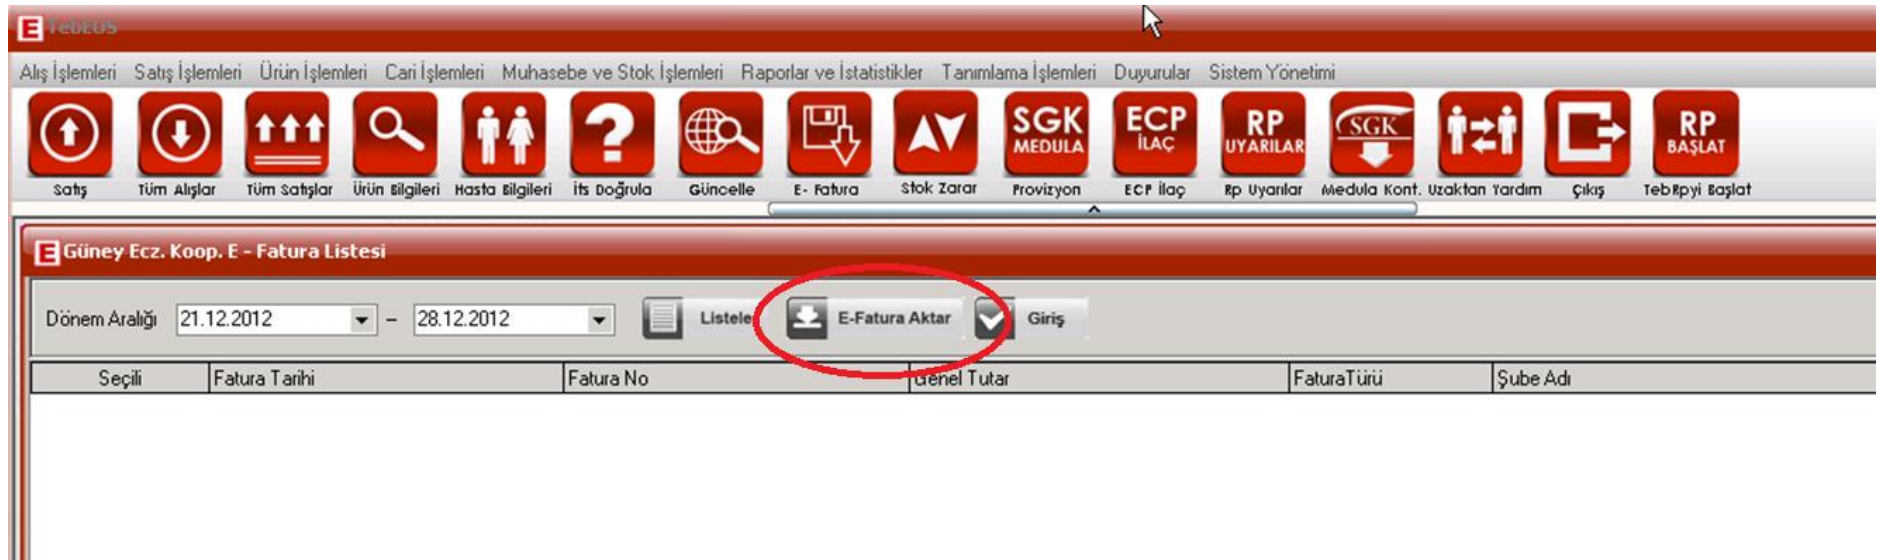 E TebEOS
Alış İşlemleri Satış İşlemleri Ürün İşlemleri Cari İşlemleri Muhasebe ve Stok İşlemleri Raporlar ve İstatistikler Tanımlama İşlemleri Duyurular Sistem Yönetimi
SGK MEDULA ECP İLAÇ RP UYARILAR SGK RP BAŞLAT
Satış Tüm Alışlar Tüm Satışlar Ürün Bilgileri Hasta Bilgileri İts Doğrula Güncelle E- Fatura Stok Zarar Provizyon ECP İlaç Rp Uyarılar Medula Kont. Uzaktan Yardım Çıkış TebRpyi Başlat
E Güney Ecz. Koop. E - Fatura Listesi
Dönem Aralığı 21.12.2012 – 28.12.2012 Listele E-Fatura Aktar Giriş
Seçili Fatura Tarihi Fatura No Genel Tutar FaturaTürü Şube Adı